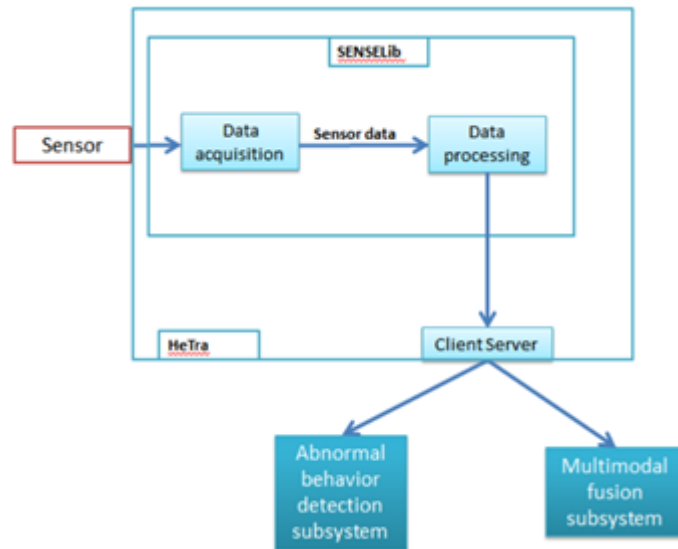 SENSELib
Sensor
Data
acquisition
Sensor data
Data
processing
HeTra
Client Server
Abnormal
behavior
detection
subsystem
Multimodal
fusion
subsystem